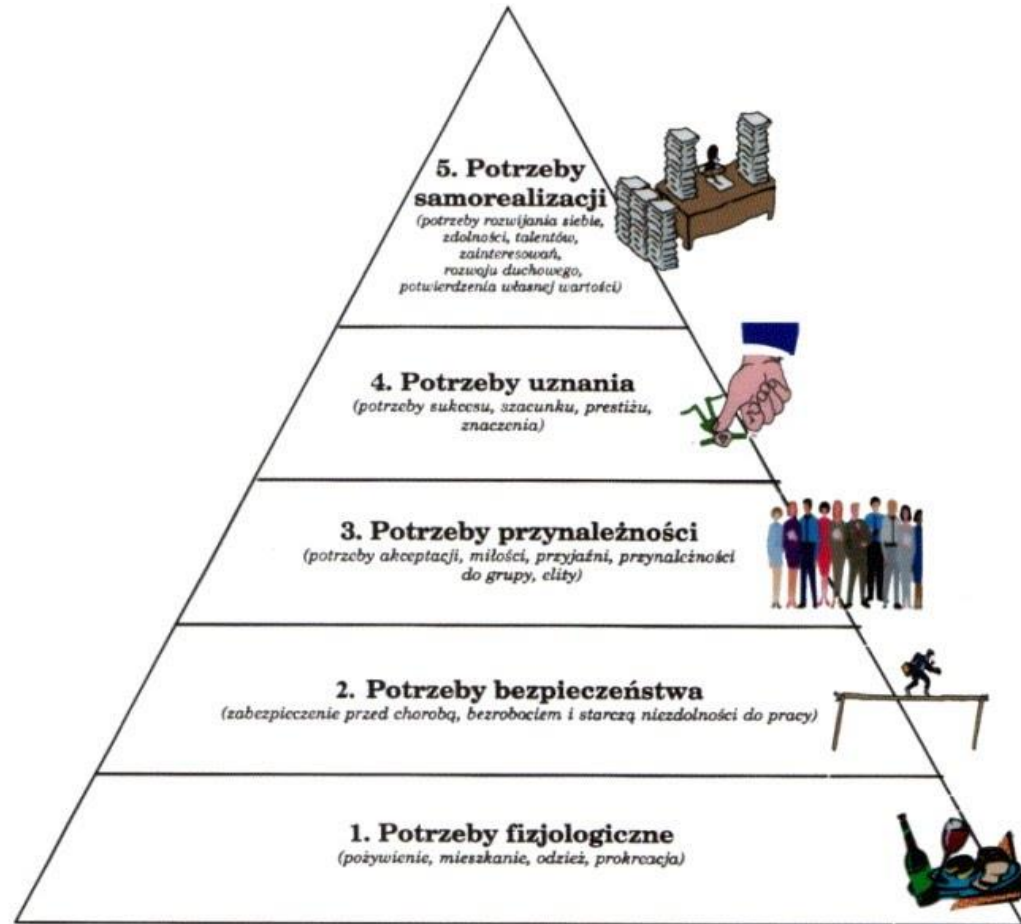 5. Potrzeby
samorealizacji
(potrzeby rozwijania siebie,
zdolności, talentów,
zainteresowań,
rozwoju duchowego,
potwierdzenia własnej wartości)
4. Potrzeby uznania
(potrzeby sukcesu, szacunku, prestiżu,
znaczenia)
3. Potrzeby przynależności
(potrzeby akceptacji, miłości, przyjaźni, przynależności
do grupy, elity)
2. Potrzeby bezpieczeństwa
(zabezpieczenie przed chorobą, bezrobociem i starczą niezdolności do pracy)
1. Potrzeby fizjologiczne
(pożywienie, mieszkanie, odzież, prokreacja)